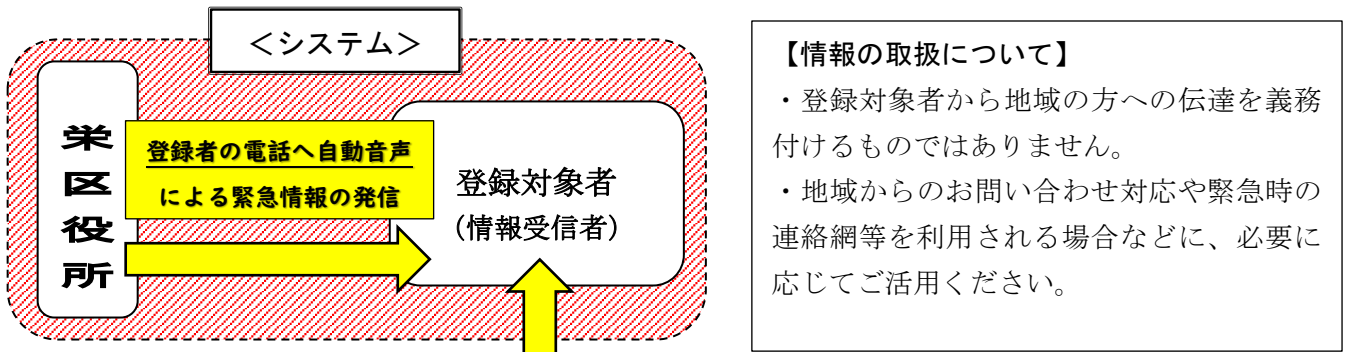 ＜システム＞
栄区役所
登録者の電話へ自動音声
による緊急情報の発信
登録対象者
（情報受信者）
【情報の取扱について】
・登録対象者から地域の方への伝達を義務
付けるものではありません。
・地域からのお問い合わせ対応や緊急時の
連絡網等を利用される場合などに、必要に
応じてご活用ください。